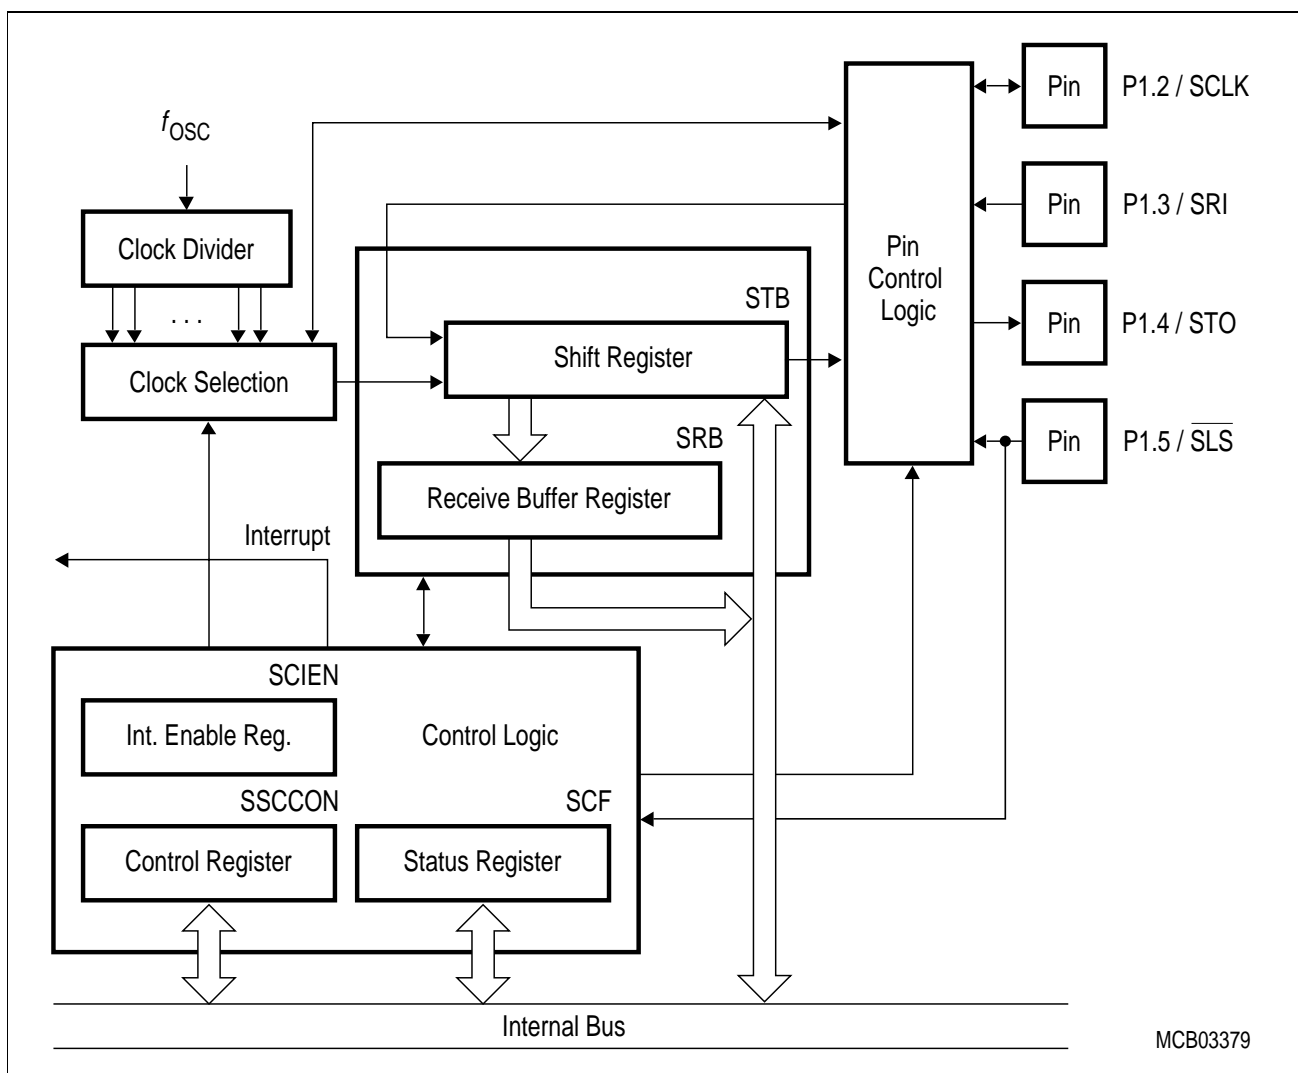 Pin P1.2 / SCLK
fOSC
Pin P1.3 / SRI
Clock Divider
Pin
Control
Logic
STB
. . .
Pin P1.4 / STO
Shift Register
Clock Selection
SRB
Pin P1.5 / S̅L̅S̅
Receive Buffer Register
Interrupt
SCIEN
Int. Enable Reg.
Control Logic
SSCCON
SCF
Control Register
Status Register
Internal Bus
MCB03379